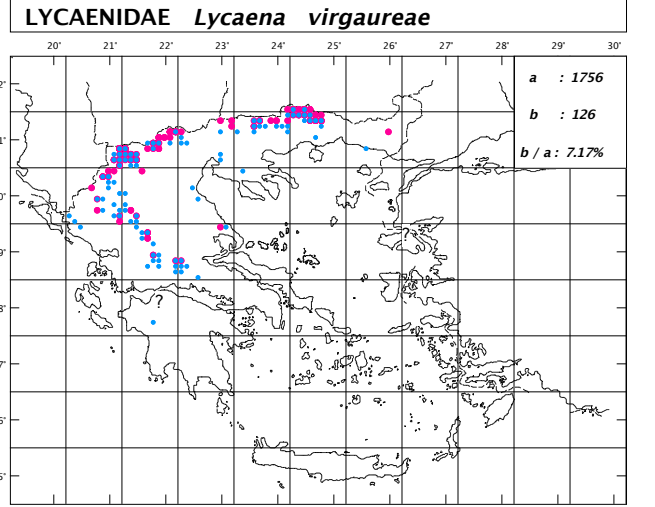 LYCAENIDAE Lycaena virgaureae
20° 21° 22° 23° 24° 25° 26° 27° 28° 29° 30°
a : 1756
b : 126
b / a : 7.17%
?
?